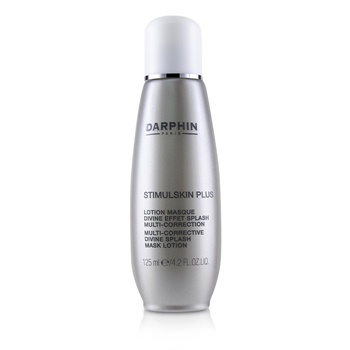 DARPHIN
PARIS
STIMULSKIN PLUS
LOTION MASQUE
DIVINE EFFET SPLASH
MULTI-CORRECTION
MULTI-CORRECTIVE
DIVINE SPLASH
MASK LOTION
125 ml ℮/4.2 FL.OZ.LIQ.